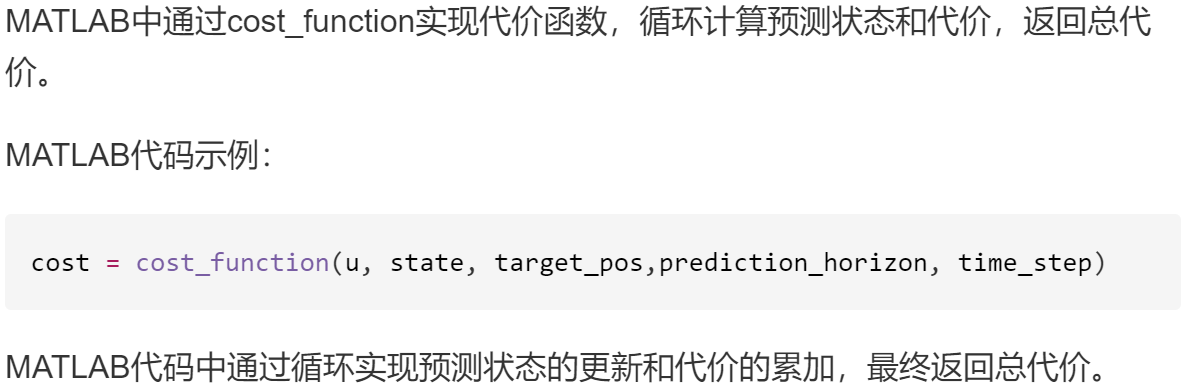 MATLAB中通过cost_function实现代价函数，循环计算预测状态和代价，返回总代
价。
MATLAB代码示例：
cost = cost_function(u, state, target_pos,prediction_horizon, time_step)
MATLAB代码中通过循环实现预测状态的更新和代价的累加，最终返回总代价。